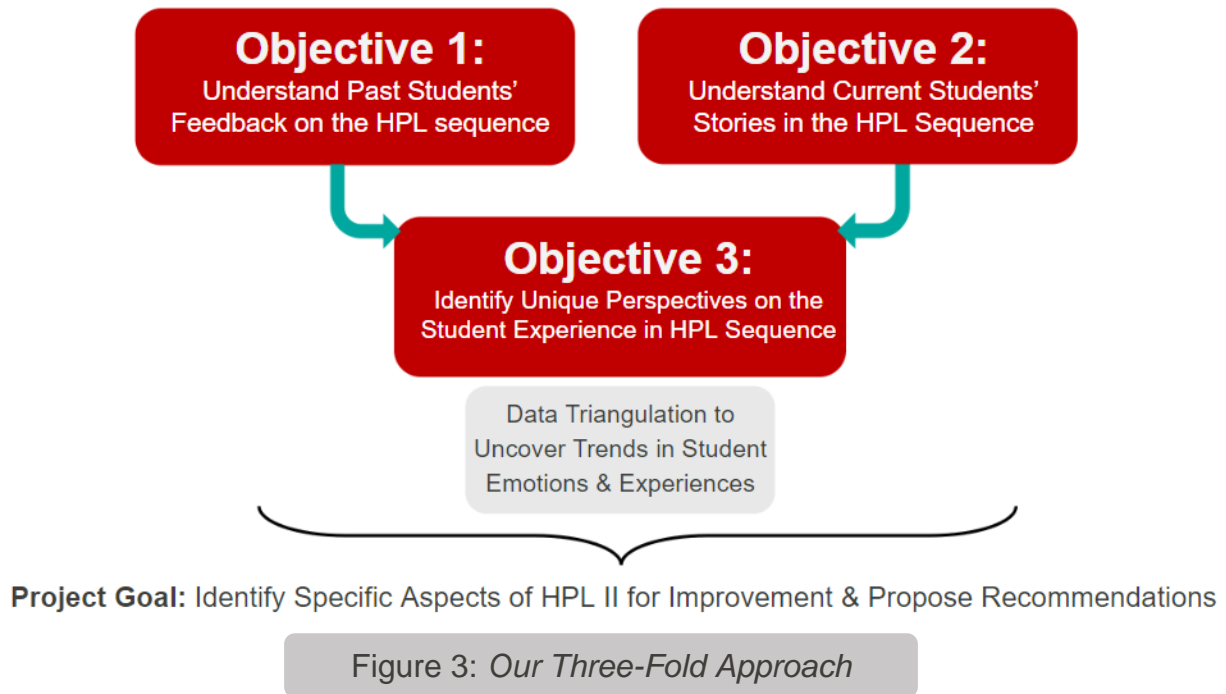 Objective 1:
Understand Past Students’
Feedback on the HPL sequence
Objective 2:
Understand Current Students’
Stories in the HPL Sequence
Objective 3:
Identify Unique Perspectives on the
Student Experience in HPL Sequence
Data Triangulation to
Uncover Trends in Student
Emotions & Experiences
Project Goal: Identify Specific Aspects of HPL II for Improvement & Propose Recommendations
Figure 3: Our Three-Fold Approach